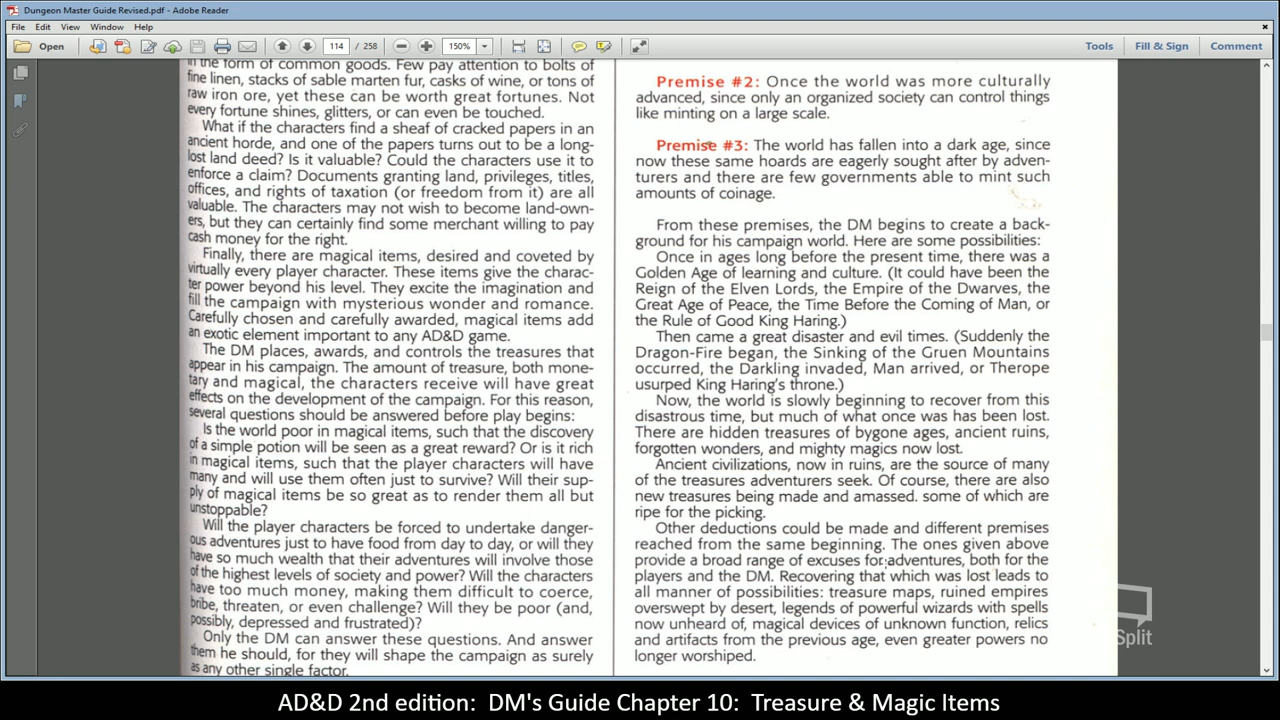 Dungeon Master Guide Revised.pdf - Adobe Reader
File Edit View Window Help
Open 114 / 258 150% Tools Fill & Sign Comment
in the form of common goods. Few pay attention to bolts of
fine linen, stacks of sable marten fur, casks of wine, or tons of
raw iron ore, yet these can be worth great fortunes. Not
every fortune shines, glitters, or can even be touched.
What if the characters find a sheaf of cracked papers in an
ancient horde, and one of the papers turns out to be a long-
lost land deed? Is it valuable? Could the characters use it to
enforce a claim? Documents granting land, privileges, titles,
offices, and rights of taxation (or freedom from it) are all
valuable. The characters may not wish to become land-own-
ers, but they can certainly find some merchant willing to pay
cash money for the right.
Finally, there are magical items, desired and coveted by
virtually every player character. These items give the charac-
ter power beyond his level. They excite the imagination and
fill the campaign with mysterious wonder and romance.
Carefully chosen and carefully awarded, magical items add
an exotic element important to any AD&D game.
The DM places, awards, and controls the treasures that
appear in his campaign. The amount of treasure, both mone-
tary and magical, the characters receive will have great
effects on the development of the campaign. For this reason,
several questions should be answered before play begins:
Is the world poor in magical items, such that the discovery
of a simple potion will be seen as a great reward? Or is it rich
in magical items, such that the player characters will have
many and will use them often just to survive? Will their sup-
ply of magical items be so great as to render them all but
unstoppable?
Will the player characters be forced to undertake danger-
ous adventures just to have food from day to day, or will they
have so much wealth that their adventures will involve those
of the highest levels of society and power? Will the characters
have too much money, making them difficult to coerce,
bribe, threaten, or even challenge? Will they be poor (and,
possibly, depressed and frustrated)?
Only the DM can answer these questions. And answer
them he should, for they will shape the campaign as surely
as any other single factor.
Premise #2: Once the world was more culturally
advanced, since only an organized society can control things
like minting on a large scale.
Premise #3: The world has fallen into a dark age, since
now these same hoards are eagerly sought after by adven-
turers and there are few governments able to mint such
amounts of coinage.
From these premises, the DM begins to create a back-
ground for his campaign world. Here are some possibilities:
Once in ages long before the present time, there was a
Golden Age of learning and culture. (It could have been the
Reign of the Elven Lords, the Empire of the Dwarves, the
Great Age of Peace, the Time Before the Coming of Man, or
the Rule of Good King Haring.)
Then came a great disaster and evil times. (Suddenly the
Dragon-Fire began, the Sinking of the Gruen Mountains
occurred, the Darkling invaded, Man arrived, or Therope
usurped King Haring's throne.)
Now, the world is slowly beginning to recover from this
disastrous time, but much of what once was has been lost.
There are hidden treasures of bygone ages, ancient ruins,
forgotten wonders, and mighty magics now lost.
Ancient civilizations, now in ruins, are the source of many
of the treasures adventurers seek. Of course, there are also
new treasures being made and amassed. some of which are
ripe for the picking.
Other deductions could be made and different premises
reached from the same beginning. The ones given above
provide a broad range of excuses for adventures, both for the
players and the DM. Recovering that which was lost leads to
all manner of possibilities: treasure maps, ruined empires
overswept by desert, legends of powerful wizards with spells
now unheard of, magical devices of unknown function, relics
and artifacts from the previous age, even greater powers no
longer worshiped.
Split
AD&D 2nd edition: DM's Guide Chapter 10: Treasure & Magic Items